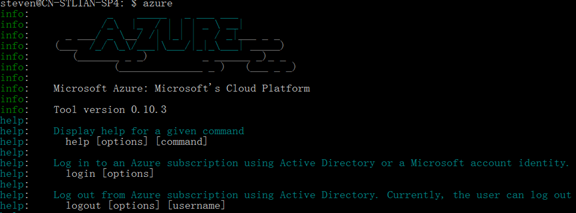 steven@CN-STLIAN-SP4: $ azure
info:
info:
info:
info:
info:
info:
info:
info: Microsoft Azure: Microsoft's Cloud Platform
info:
info: Tool version 0.10.3
help:
help: Display help for a given command
help: help [options] [command]
help:
help: Log in to an Azure subscription using Active Directory or a Microsoft account identity.
help: login [options]
help:
help: Log out from Azure subscription using Active Directory. Currently, the user can log out
help: logout [options] [username]